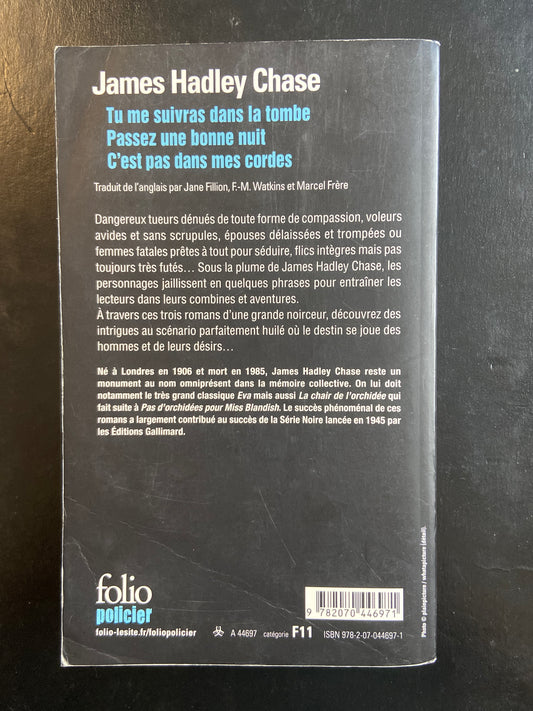 James Hadley Chase
Tu me suivras dans la tombe
Passez une bonne nuit
C'est pas dans mes cordes
Traduit de l'anglais par Jane Fillion, F.-M. Watkins et Marcel Frère
Dangereux tueurs dénués de toute forme de compassion, voleurs
avides et sans scrupules, épouses délaissées et trompées ou
femmes fatales prêtes à tout pour séduire, flics intègres mais pas
toujours très futés... Sous la plume de James Hadley Chase, les
personnages jaillissent en quelques phrases pour entraîner les
lecteurs dans leurs combines et aventures.
À travers ces trois romans d'une grande noirceur, découvrez des
intrigues au scénario parfaitement huilé où le destin se joue des
hommes et de leurs désirs...
Né à Londres en 1906 et mort en 1985, James Hadley Chase reste un
monument au nom omniprésent dans la mémoire collective. On lui doit
notamment le très grand classique Eva mais aussi La chair de l'orchidée qui
fait suite à Pas d'orchidées pour Miss Blandish. Le succès phénoménal de ces
romans a largement contribué au succès de la Série Noire lancée en 1945 par
les Éditions Gallimard.
folio
policier
folio-lesite.fr/foliopolicier
A 44697 catégorie F11
9 782070 446971
ISBN 978-2-07-044697-1
Photo © plainpicture / whatapicture (détail).